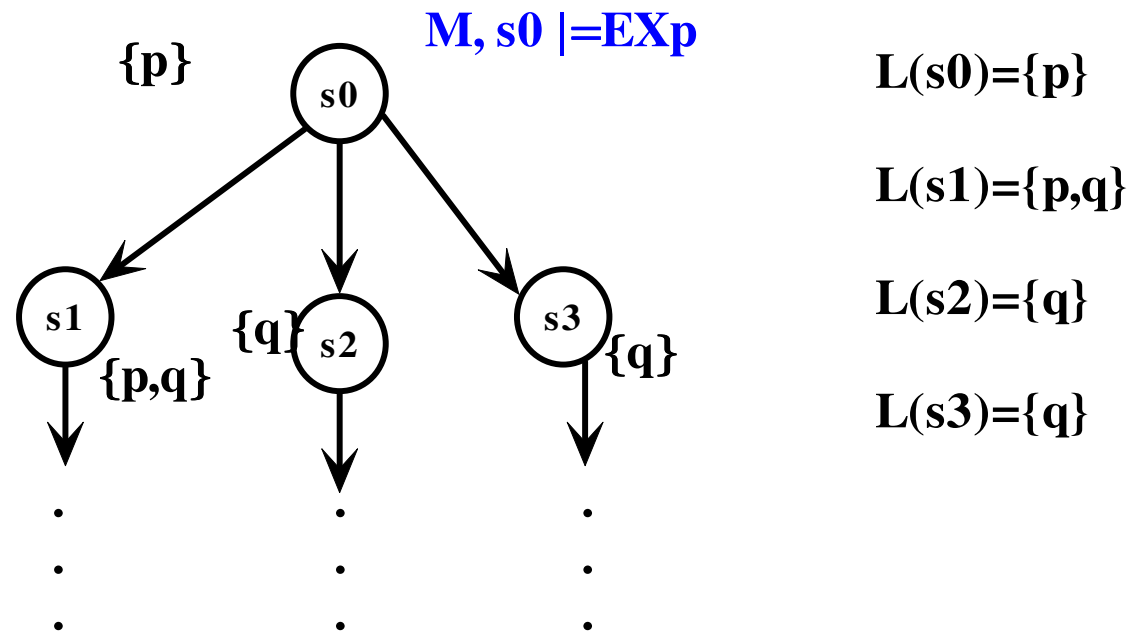 M, s0 |=EXp
{p}
s0
L(s0)={p}
L(s1)={p,q}
s1
{p,q}
{q}
s2
s3
{q}
L(s2)={q}
L(s3)={q}